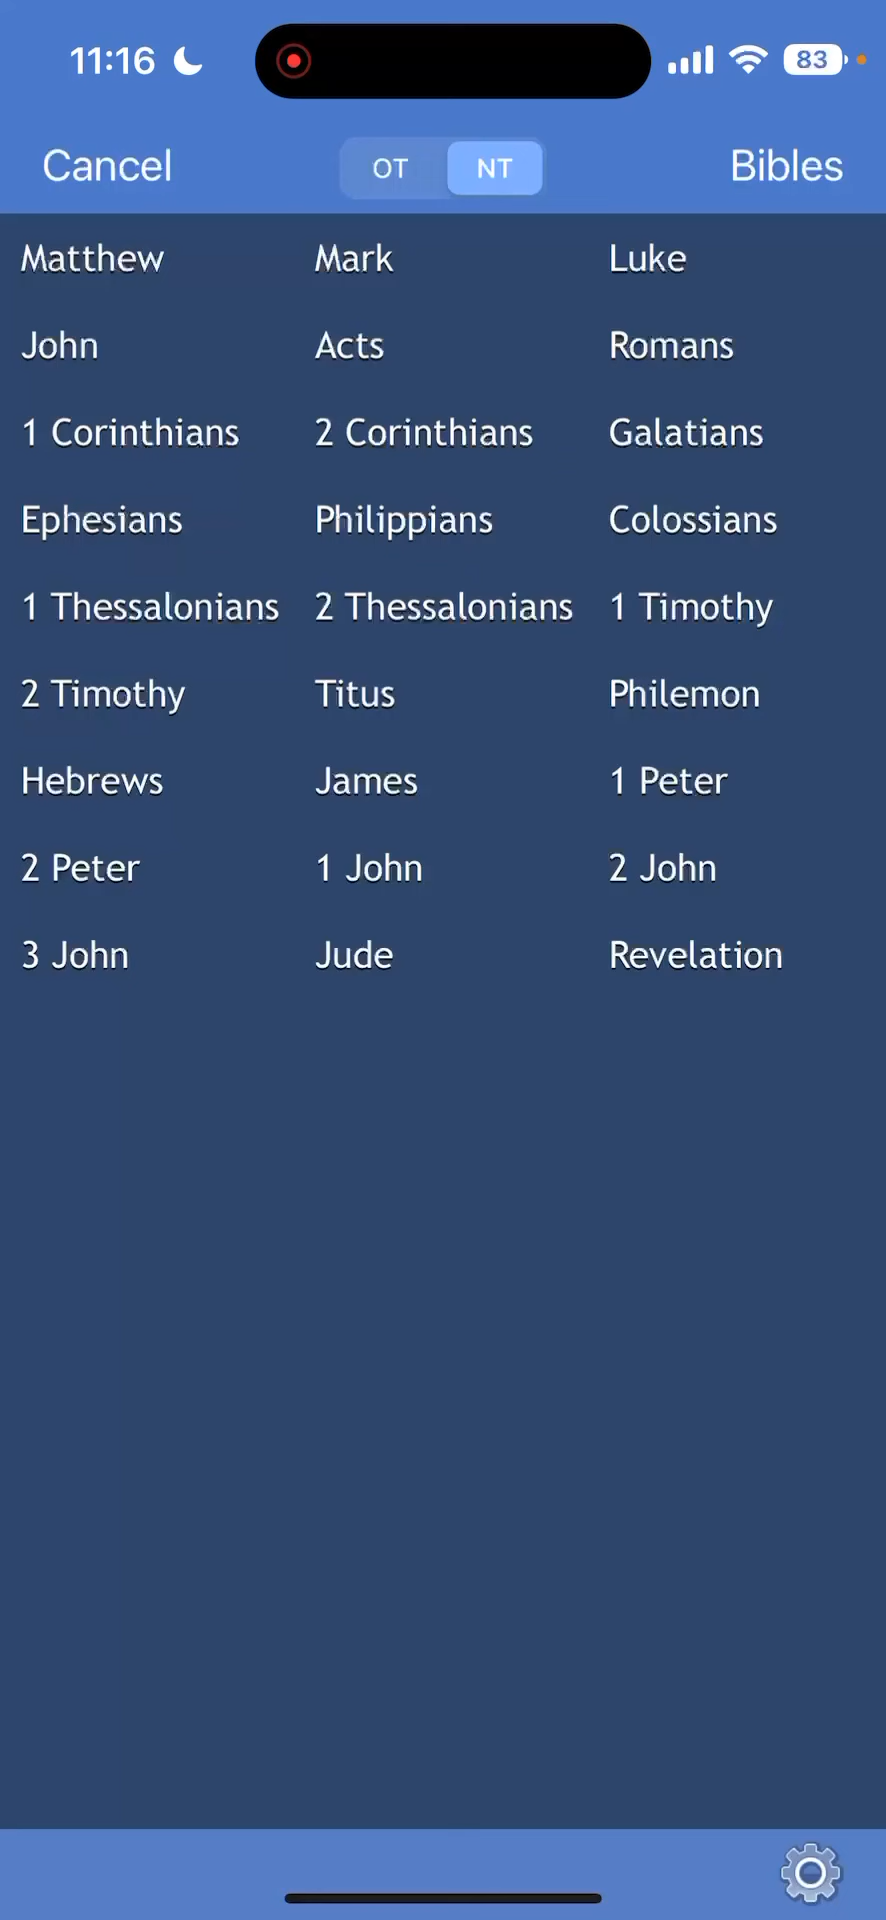 11:16 83
Cancel OT NT Bibles
Matthew Mark Luke
John Acts Romans
1 Corinthians 2 Corinthians Galatians
Ephesians Philippians Colossians
1 Thessalonians 2 Thessalonians 1 Timothy
2 Timothy Titus Philemon
Hebrews James 1 Peter
2 Peter 1 John 2 John
3 John Jude Revelation